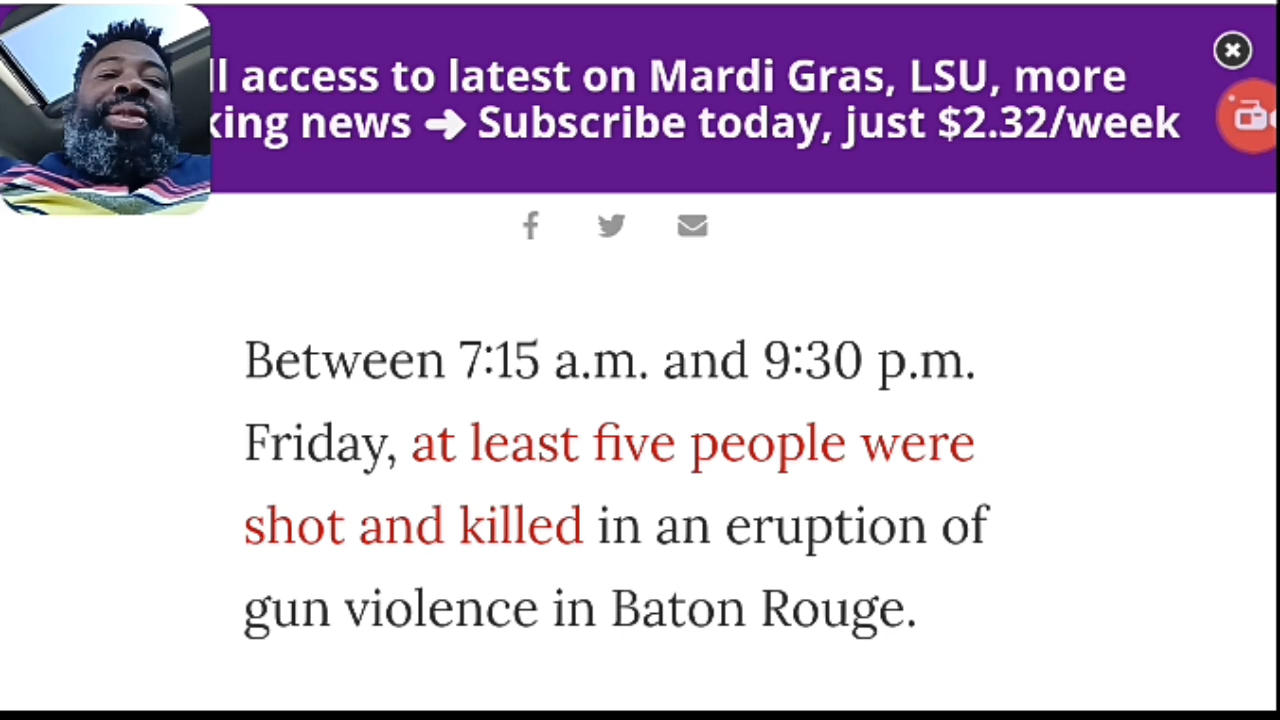 ll access to latest on Mardi Gras, LSU, more
king news ➜ Subscribe today, just $2.32/week
Between 7:15 a.m. and 9:30 p.m.
Friday, at least five people were
shot and killed in an eruption of
gun violence in Baton Rouge.